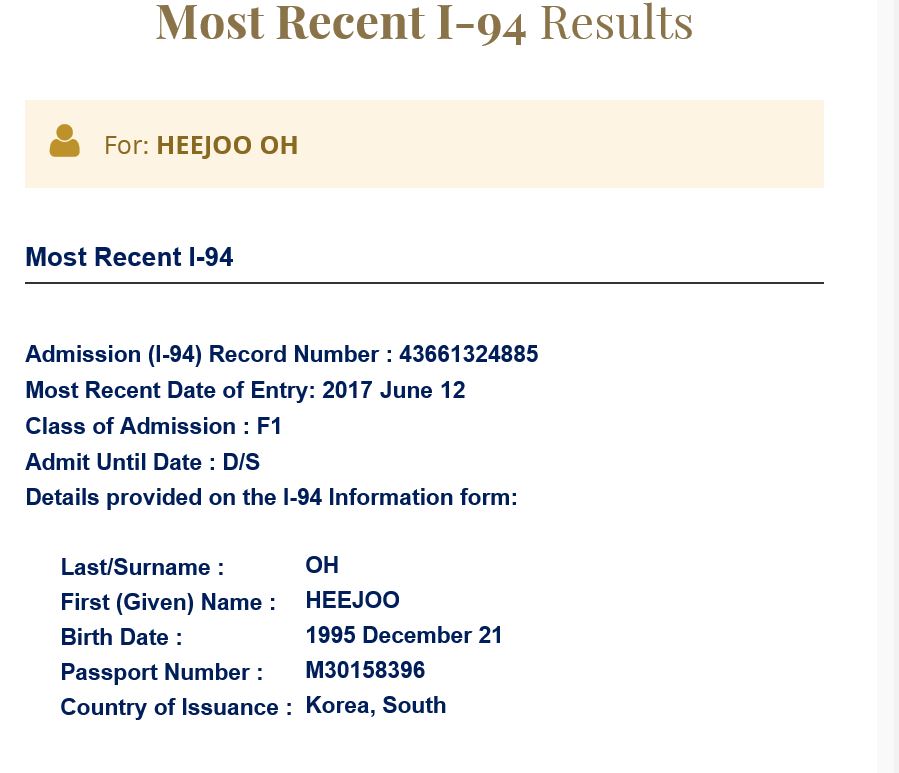 Most Recent I-94 Results
For: HEEJOO OH
Most Recent I-94
Admission (I-94) Record Number : 43661324885
Most Recent Date of Entry: 2017 June 12
Class of Admission : F1
Admit Until Date : D/S
Details provided on the I-94 Information form:
Last/Surname : OH
First (Given) Name : HEEJOO
Birth Date : 1995 December 21
Passport Number : M30158396
Country of Issuance : Korea, South